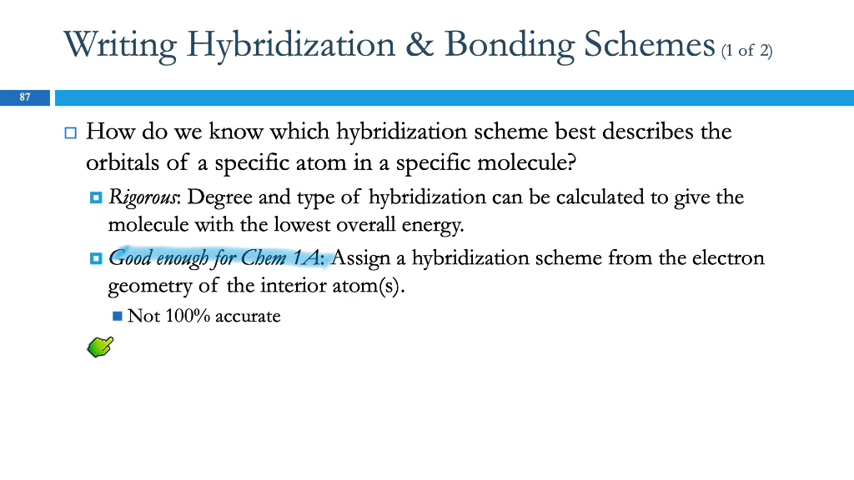 Writing Hybridization & Bonding Schemes (1 of 2)
87
How do we know which hybridization scheme best describes the
orbitals of a specific atom in a specific molecule?
Rigorous: Degree and type of hybridization can be calculated to give the
molecule with the lowest overall energy.
Good enough for Chem 1A: Assign a hybridization scheme from the electron
geometry of the interior atom(s).
Not 100% accurate